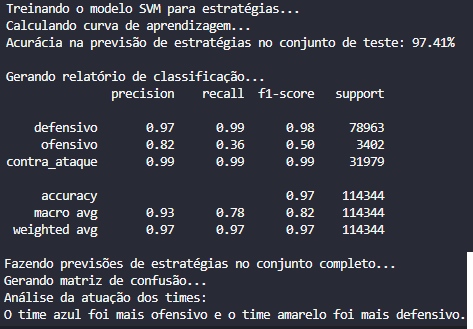 Treinando o modelo SVM para estratégias...
Calculando curva de aprendizagem...
Acurácia na previsão de estratégias no conjunto de teste: 97.41%
Gerando relatório de classificação...
precision recall f1-score support
defensivo 0.97 0.99 0.98 78963
ofensivo 0.82 0.36 0.50 3402
contra_ataque 0.99 0.99 0.99 31979
accuracy 0.97 114344
macro avg 0.93 0.78 0.82 114344
weighted avg 0.97 0.97 0.97 114344
Fazendo previsões de estratégias no conjunto completo...
Gerando matriz de confusão...
Análise da atuação dos times:
O time azul foi mais ofensivo e o time amarelo foi mais defensivo.